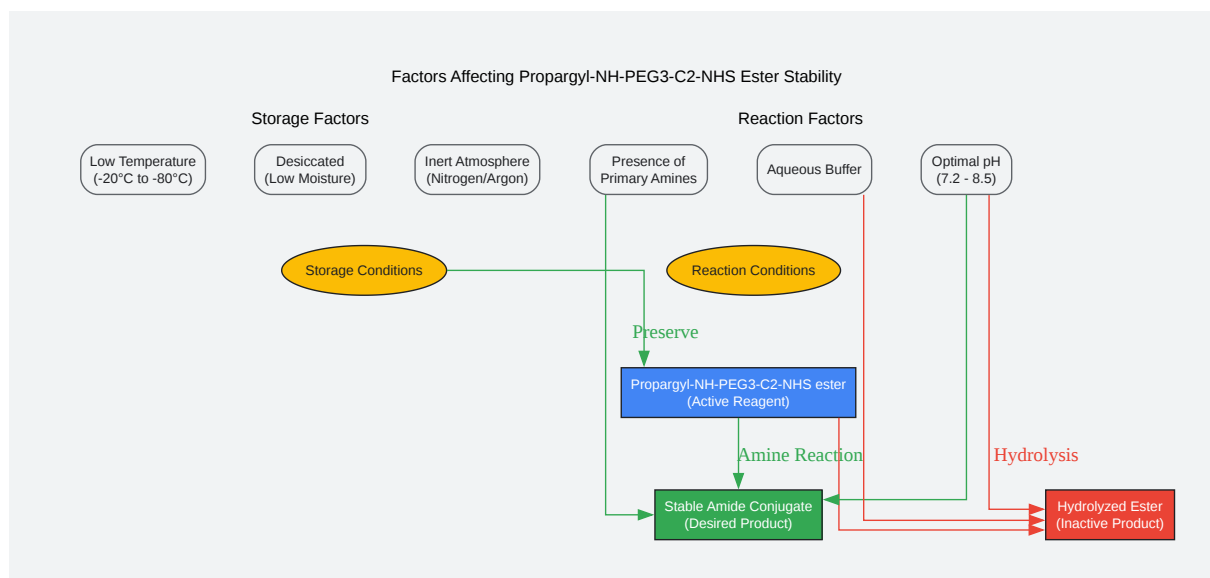 Factors Affecting Propargyl-NH-PEG3-C2-NHS Ester Stability
Storage Factors
Reaction Factors
Low Temperature
(-20°C to -80°C)
Desiccated
(Low Moisture)
Inert Atmosphere
(Nitrogen/Argon)
Presence of
Primary Amines
Aqueous Buffer
Optimal pH
(7.2 - 8.5)
Storage Conditions
Reaction Conditions
Preserve
Propargyl-NH-PEG3-C2-NHS ester
(Active Reagent)
Amine Reaction
Hydrolysis
Stable Amide Conjugate
(Desired Product)
Hydrolyzed Ester
(Inactive Product)